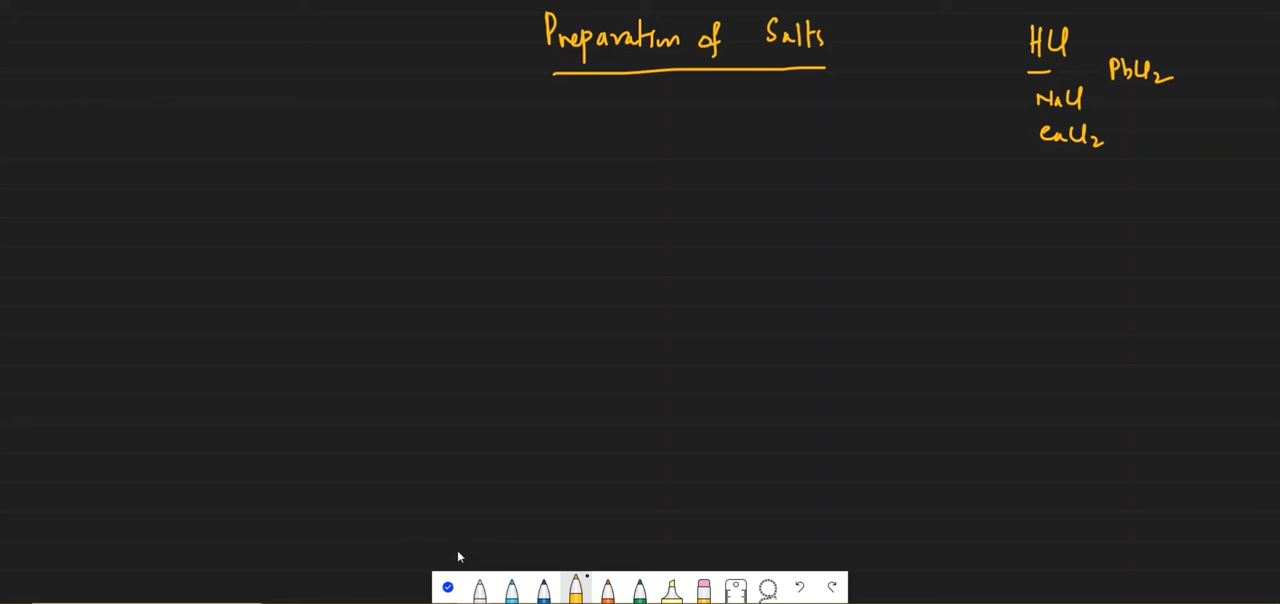 Preparation of Salts
HCl
PbCl2
NaCl
CaCl2